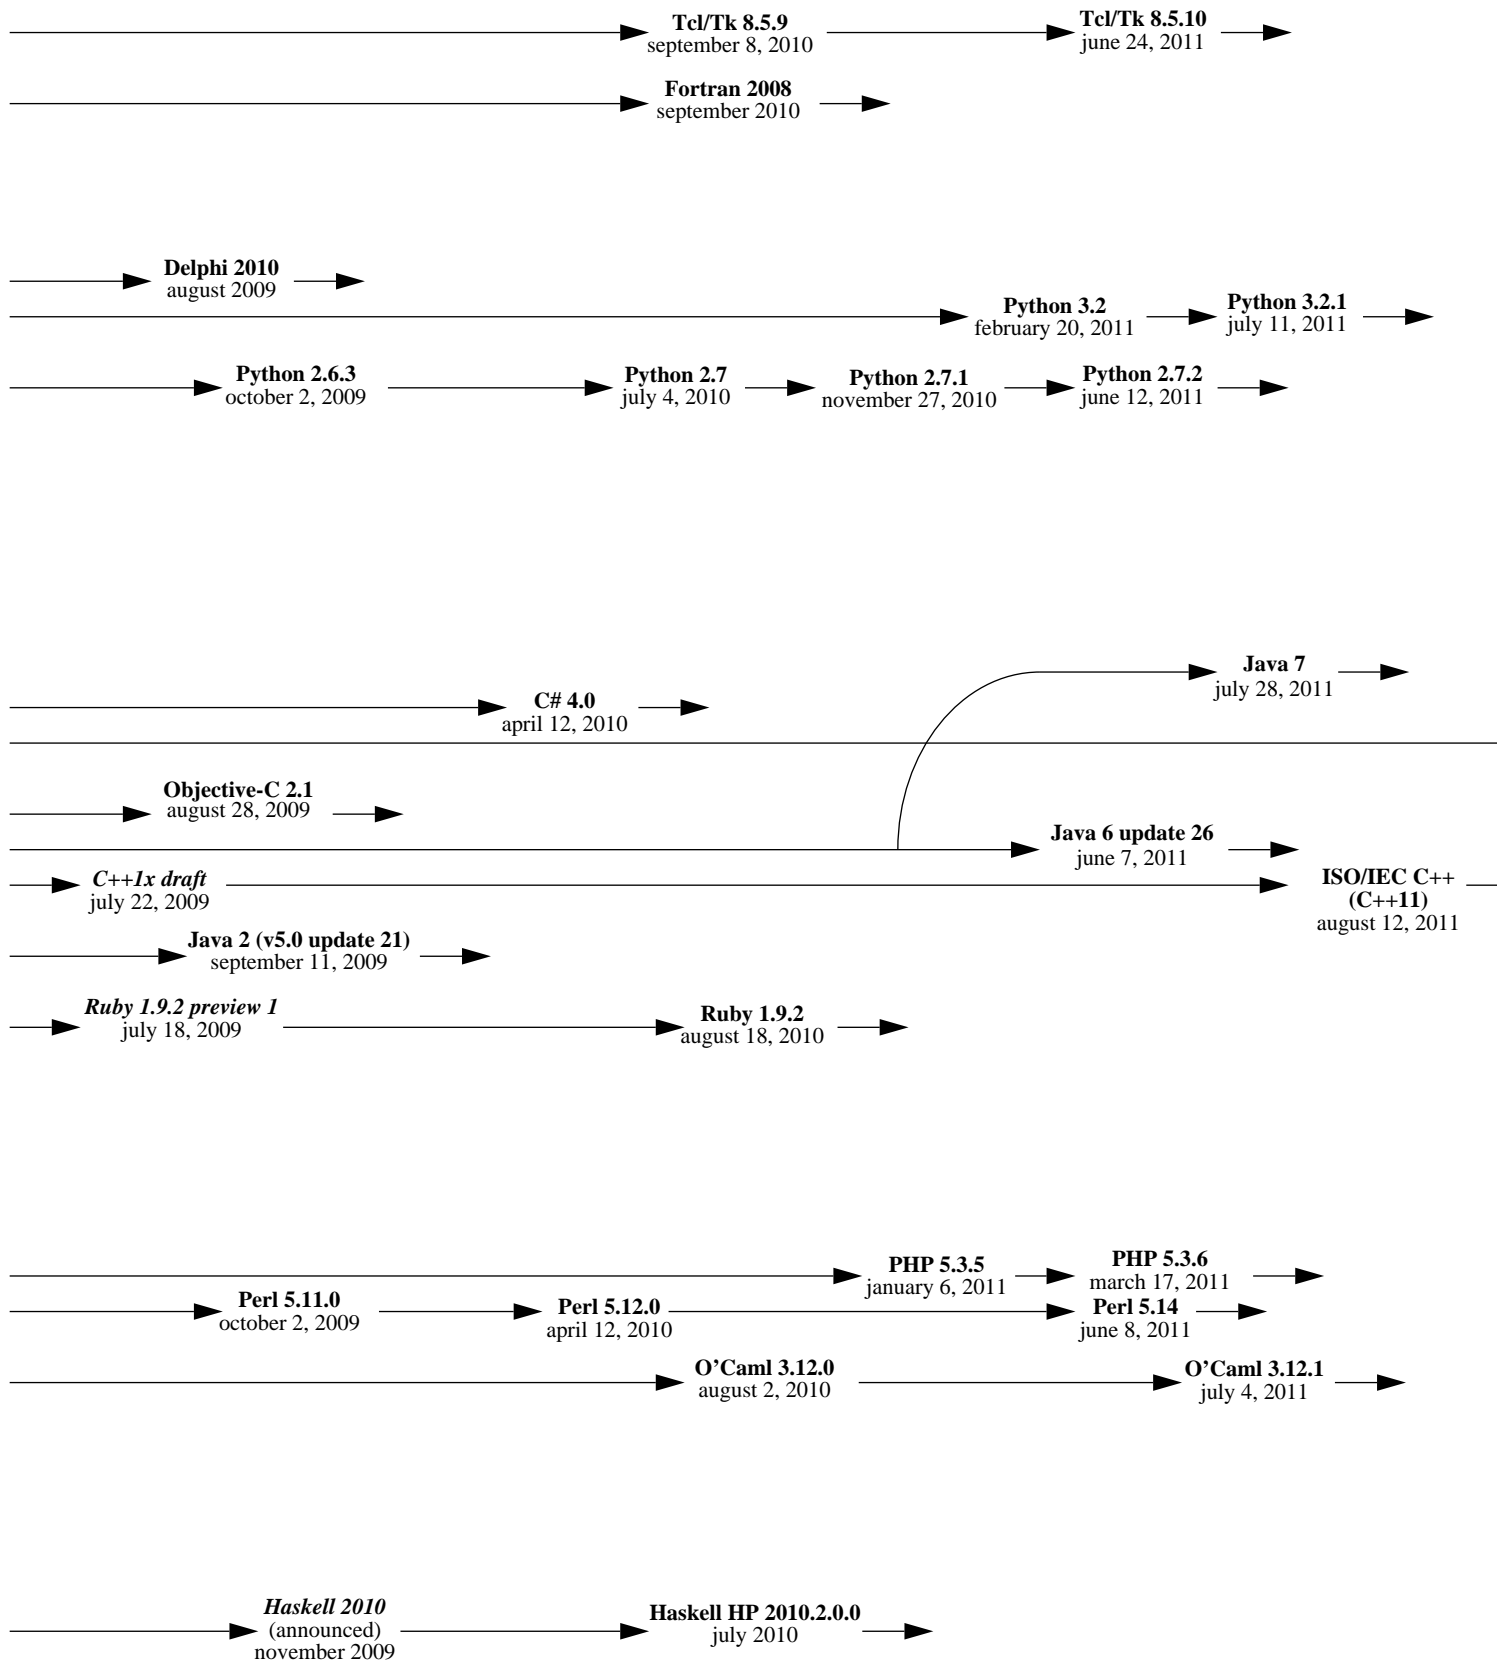 Tcl/Tk 8.5.9
september 8, 2010
Tcl/Tk 8.5.10
june 24, 2011
Fortran 2008
september 2010
Delphi 2010
august 2009
Python 3.2
february 20, 2011
Python 3.2.1
july 11, 2011
Python 2.6.3
october 2, 2009
Python 2.7
july 4, 2010
Python 2.7.1
november 27, 2010
Python 2.7.2
june 12, 2011
Java 7
july 28, 2011
C# 4.0
april 12, 2010
Objective-C 2.1
august 28, 2009
Java 6 update 26
june 7, 2011
C++1x draft
july 22, 2009
ISO/IEC C++
(C++11)
august 12, 2011
Java 2 (v5.0 update 21)
september 11, 2009
Ruby 1.9.2 preview 1
july 18, 2009
Ruby 1.9.2
august 18, 2010
PHP 5.3.5
january 6, 2011
PHP 5.3.6
march 17, 2011
Perl 5.11.0
october 2, 2009
Perl 5.12.0
april 12, 2010
Perl 5.14
june 8, 2011
O’Caml 3.12.0
august 2, 2010
O’Caml 3.12.1
july 4, 2011
Haskell 2010
(announced)
november 2009
Haskell HP 2010.2.0.0
july 2010